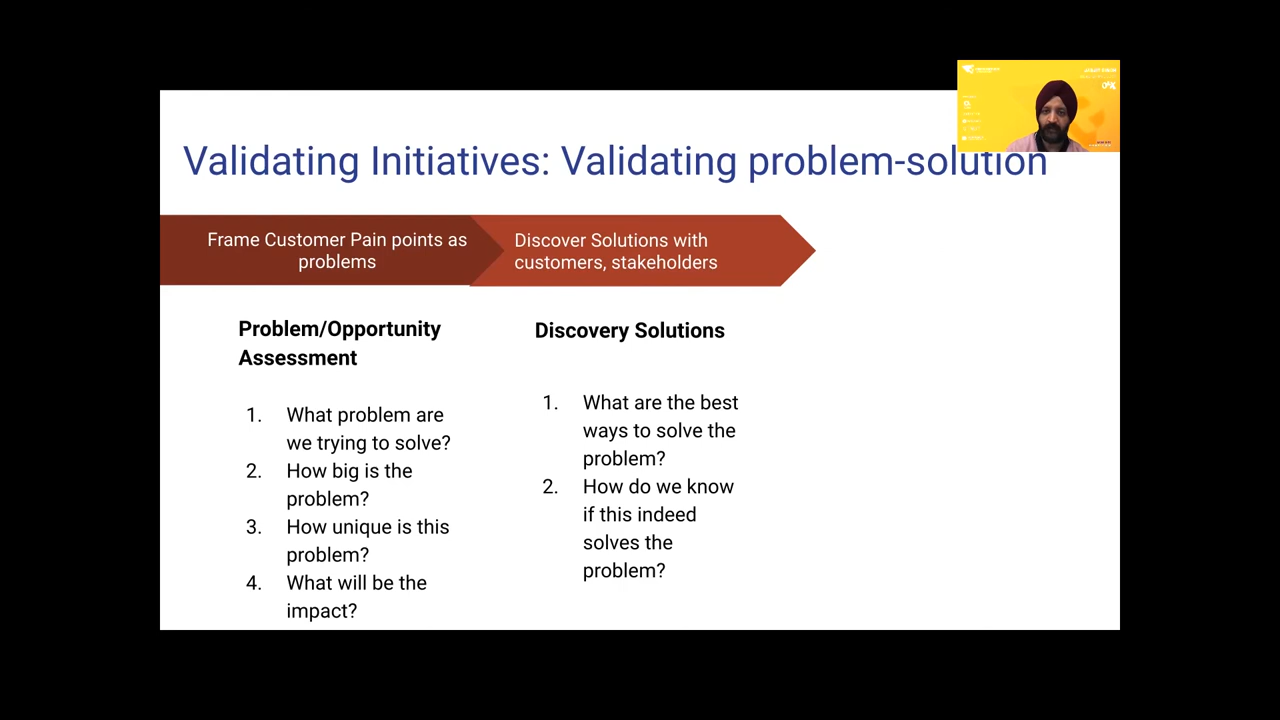 Validating Initiatives: Validating problem-solution
Frame Customer Pain points as
problems
Discover Solutions with
customers, stakeholders
Problem/Opportunity
Assessment
1. What problem are
we trying to solve?
2. How big is the
problem?
3. How unique is this
problem?
4. What will be the
impact?
Discovery Solutions
1. What are the best
ways to solve the
problem?
2. How do we know
if this indeed
solves the
problem?